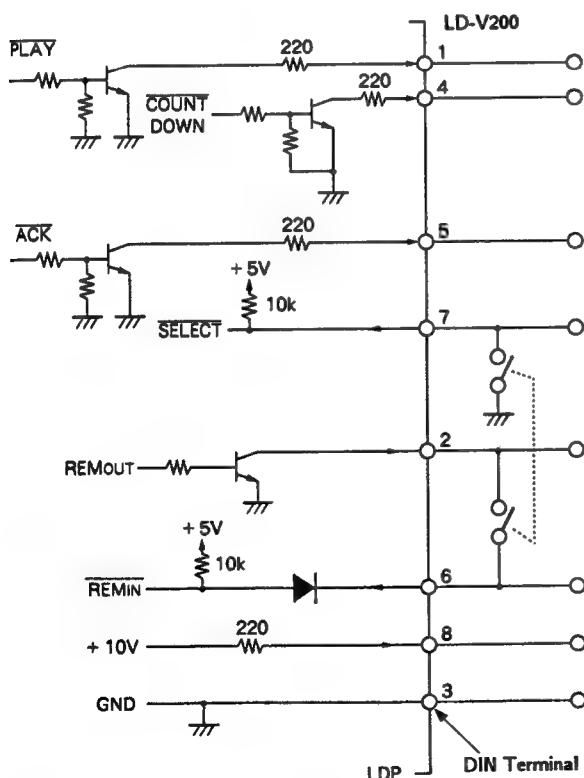 LD-V200
PLAY
220
1
220
4
COUNT
DOWN
ACK
220
5
+5V
10k
SELECT
7
REMOUT
2
+5V
10k
REMIN
6
+10V
220
8
GND
3
LDP
DIN Terminal